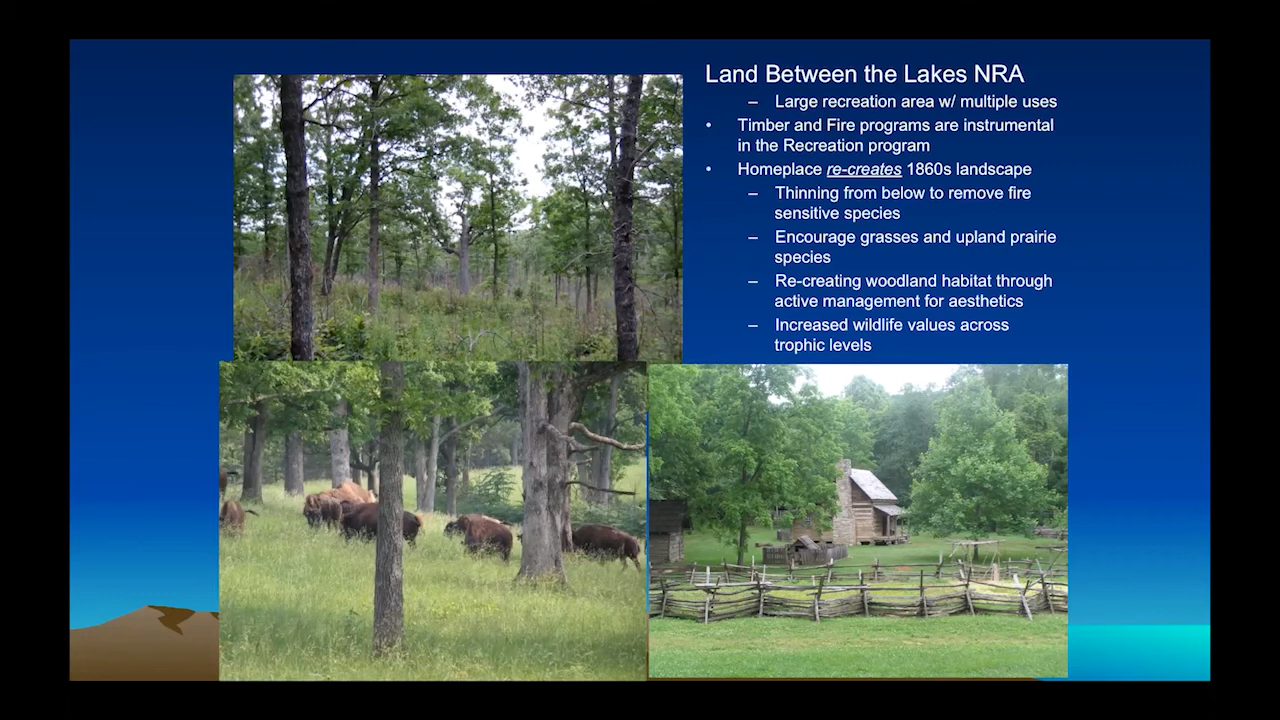 Land Between the Lakes NRA
– Large recreation area w/ multiple uses
• Timber and Fire programs are instrumental
in the Recreation program
• Homeplace re-creates 1860s landscape
– Thinning from below to remove fire
sensitive species
– Encourage grasses and upland prairie
species
– Re-creating woodland habitat through
active management for aesthetics
– Increased wildlife values across
trophic levels